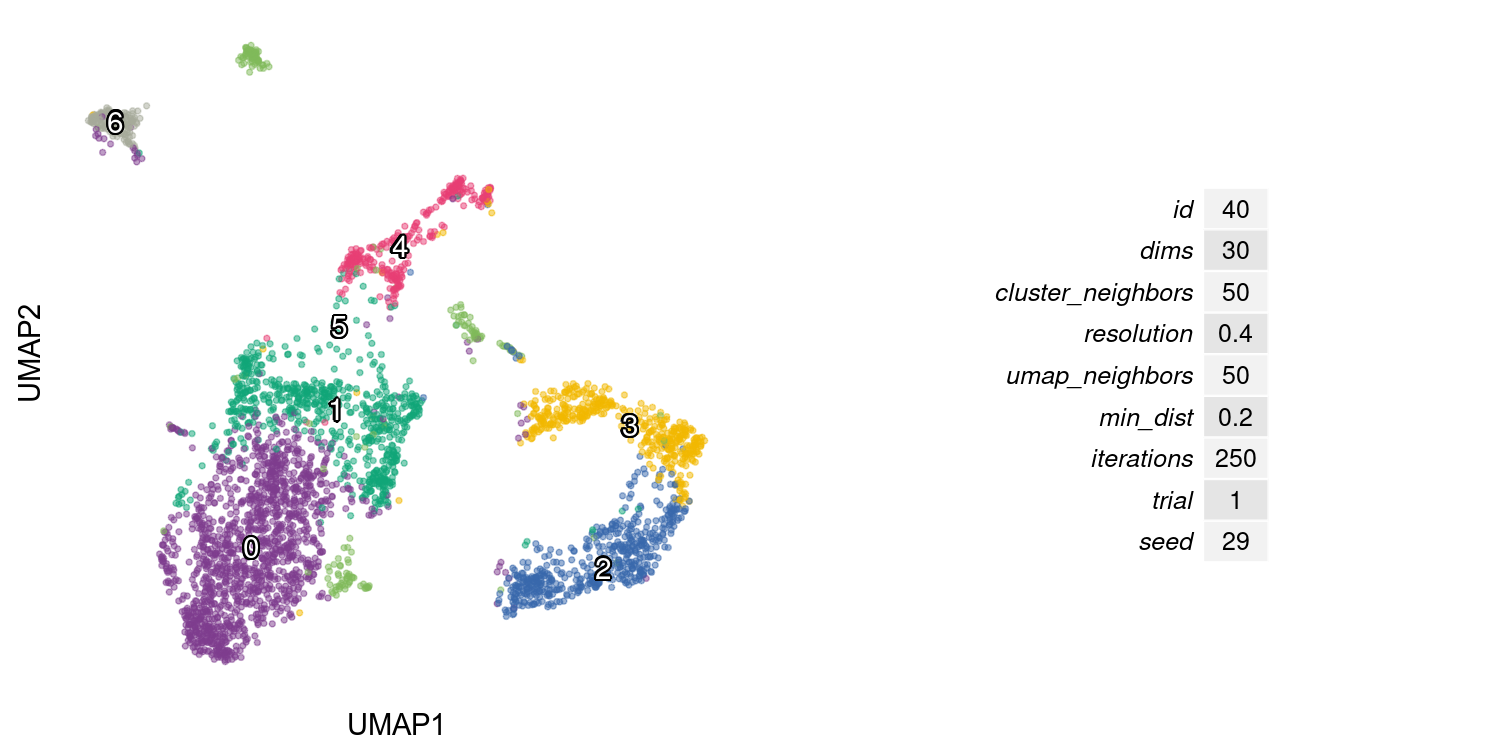 6
4
5
1
3
0
2
UMAP2
UMAP1
id 40
dims 30
cluster_neighbors 50
resolution 0.4
umap_neighbors 50
min_dist 0.2
iterations 250
trial 1
seed 29